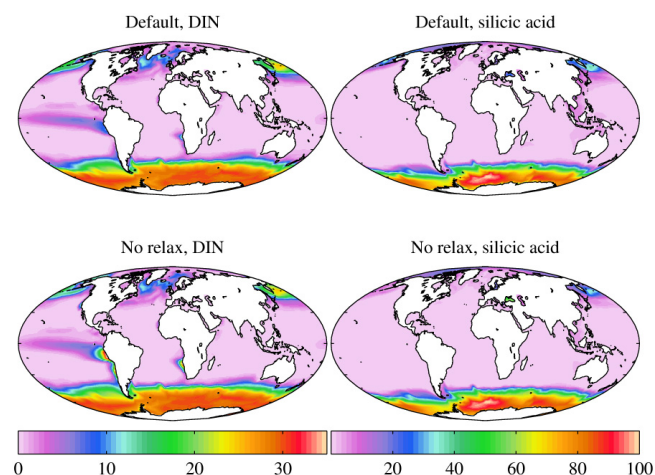 Default, DIN
Default, silicic acid
No relax, DIN
No relax, silicic acid
0 10 20 30 20 40 60 80 100